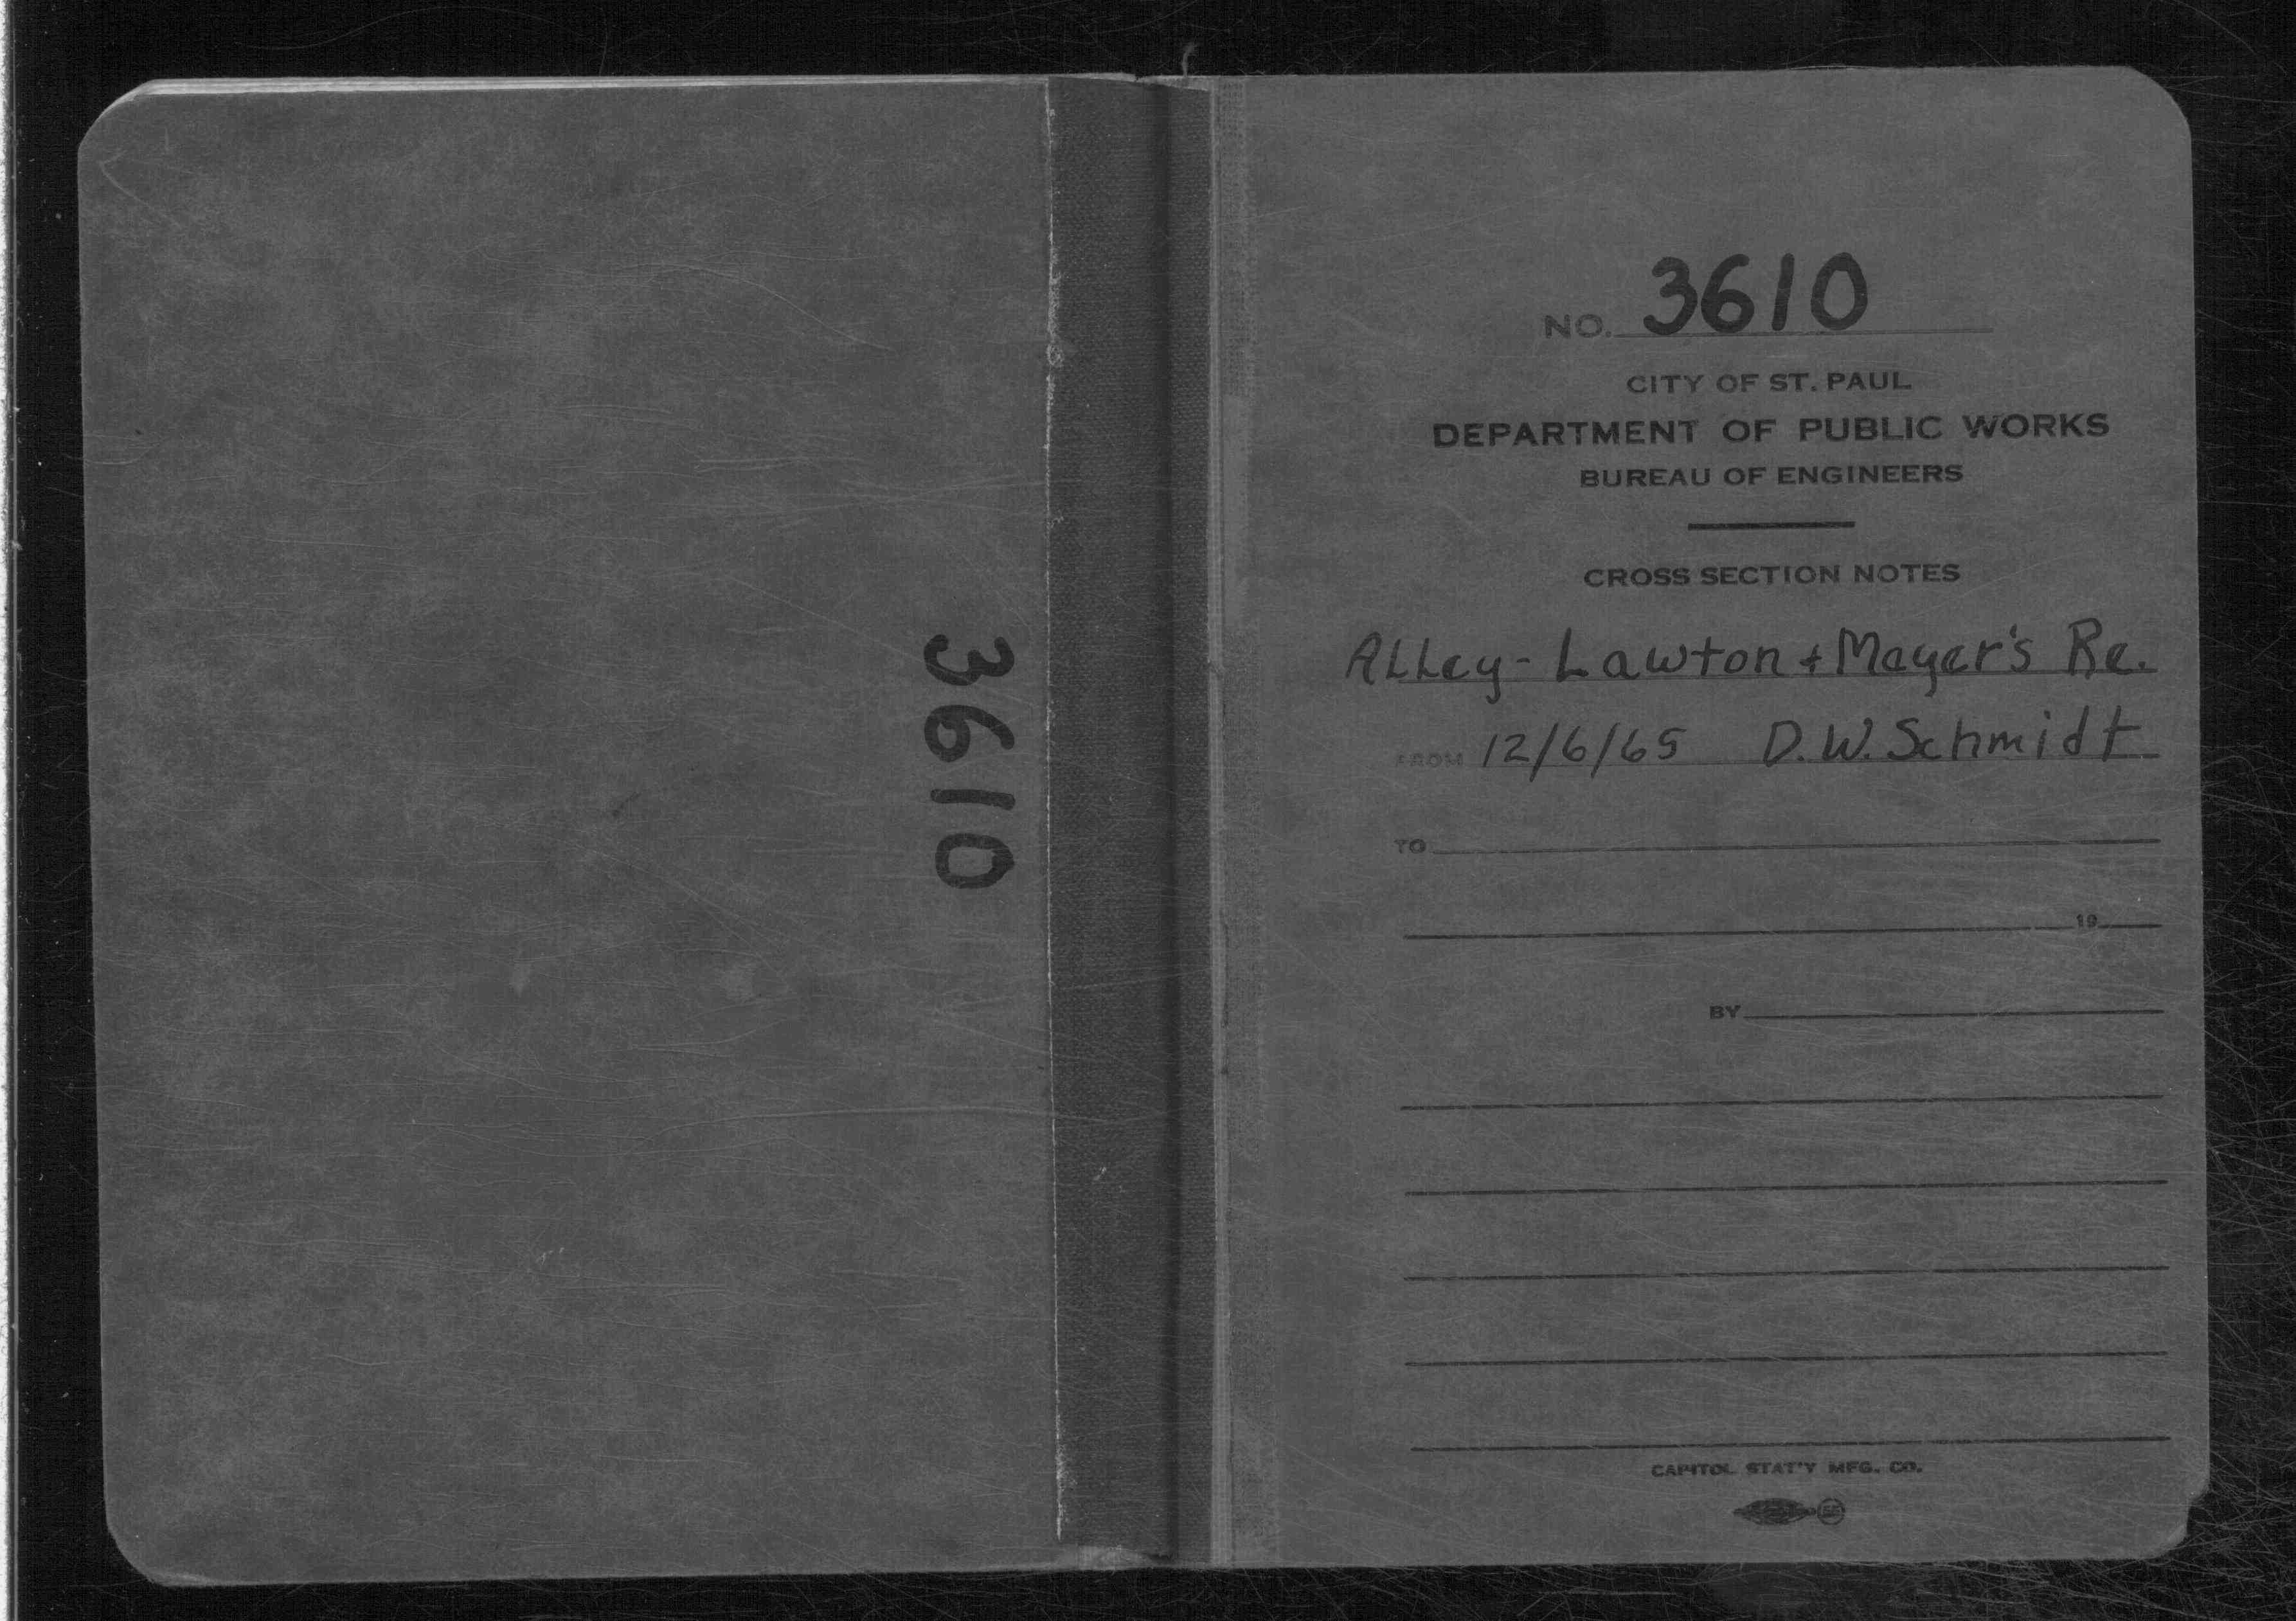 3610
NO. 3610
CITY OF ST. PAUL
DEPARTMENT OF PUBLIC WORKS
BUREAU OF ENGINEERS
CROSS SECTION NOTES
ALLey - Lawton + Mayer's Re.
FROM 12/6/65 D.W. Schmidt
TO
19
BY
CAPITOL STAT'Y MFG. CO.